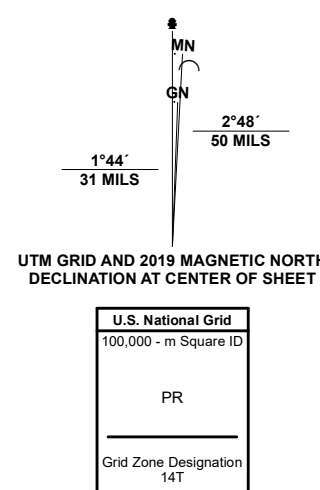 MN
GN
2°48´
50 MILS
1°44´
31 MILS
UTM GRID AND 2019 MAGNETIC NORTH
DECLINATION AT CENTER OF SHEET
U.S. National Grid
100,000 - m Square ID
PR
Grid Zone Designation
14T